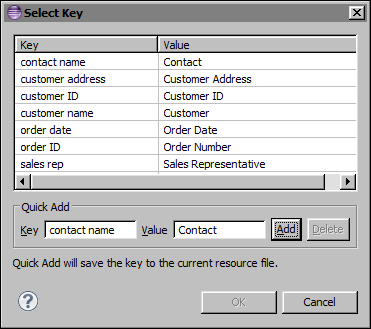 Select Key
Key Value
contact name Contact
customer address Customer Address
customer ID Customer ID
customer name Customer
order date Order Date
order ID Order Number
sales rep Sales Representative
Quick Add
Key contact name Value Contact Add Delete
Quick Add will save the key to the current resource file.
? OK Cancel